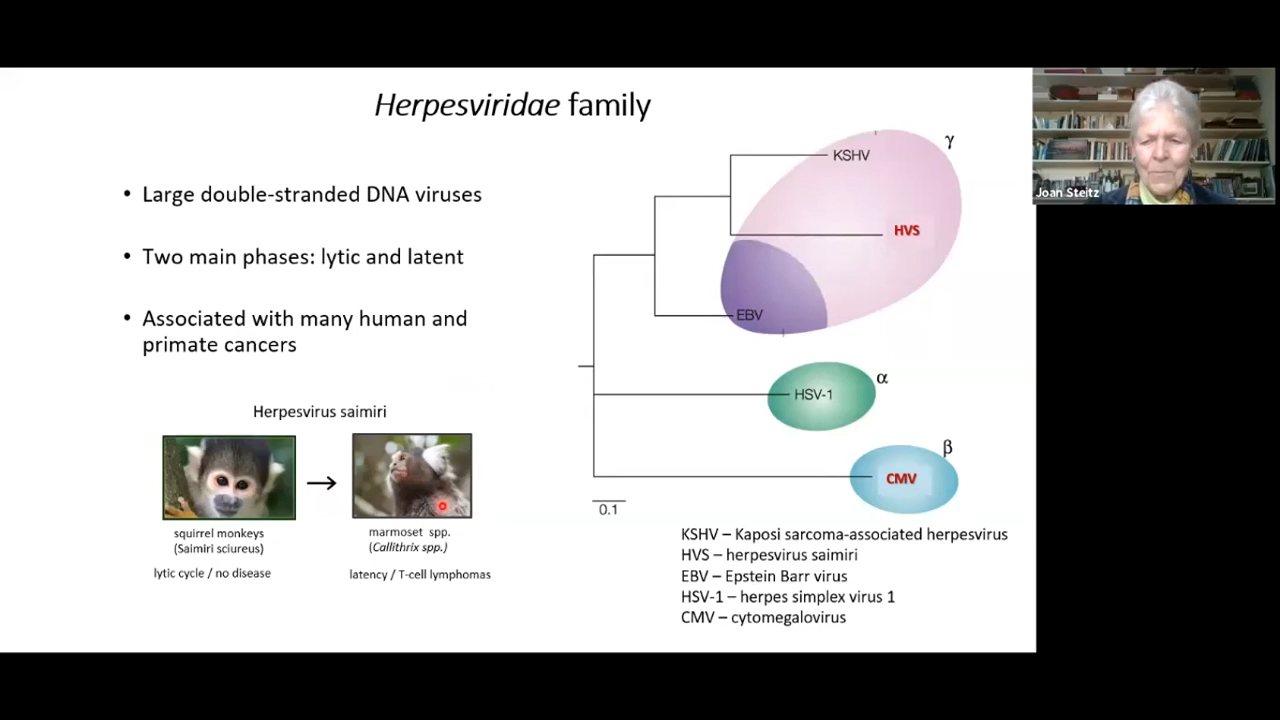 Herpesviridae family
• Large double-stranded DNA viruses
• Two main phases: lytic and latent
• Associated with many human and
primate cancers
Herpesvirus saimiri
squirrel monkeys
(Saimiri sciureus)
lytic cycle / no disease
marmoset spp.
(Callithrix spp.)
latency / T-cell lymphomas
γ
KSHV
HVS
EBV
α
HSV-1
β
CMV
0.1
KSHV – Kaposi sarcoma-associated herpesvirus
HVS – herpesvirus saimiri
EBV – Epstein Barr virus
HSV-1 – herpes simplex virus 1
CMV – cytomegalovirus
Joan Steitz